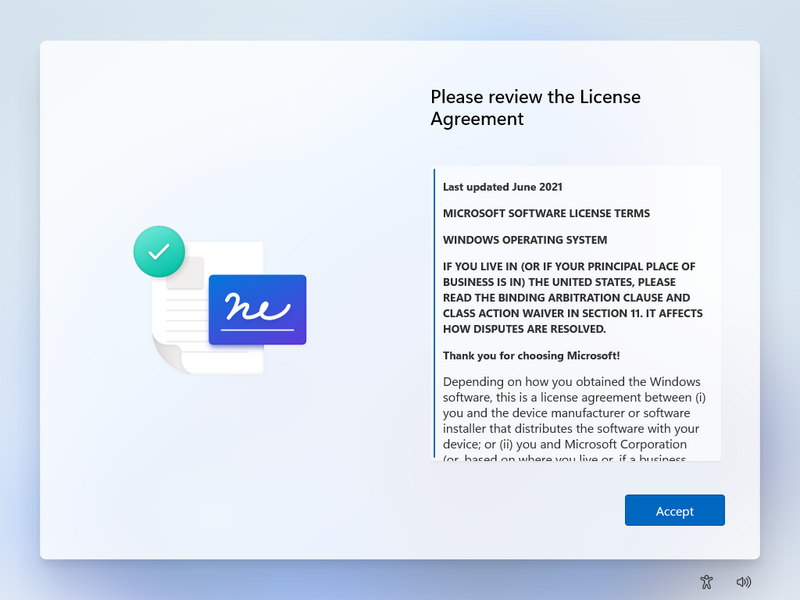 Please review the License
Agreement
Last updated June 2021
MICROSOFT SOFTWARE LICENSE TERMS
WINDOWS OPERATING SYSTEM
IF YOU LIVE IN (OR IF YOUR PRINCIPAL PLACE OF
BUSINESS IS IN) THE UNITED STATES, PLEASE
READ THE BINDING ARBITRATION CLAUSE AND
CLASS ACTION WAIVER IN SECTION 11. IT AFFECTS
HOW DISPUTES ARE RESOLVED.
Thank you for choosing Microsoft!
Depending on how you obtained the Windows
software, this is a license agreement between (i)
you and the device manufacturer or software
installer that distributes the software with your
device; or (ii) you and Microsoft Corporation
(or, based on where you live or, if a business,
Accept